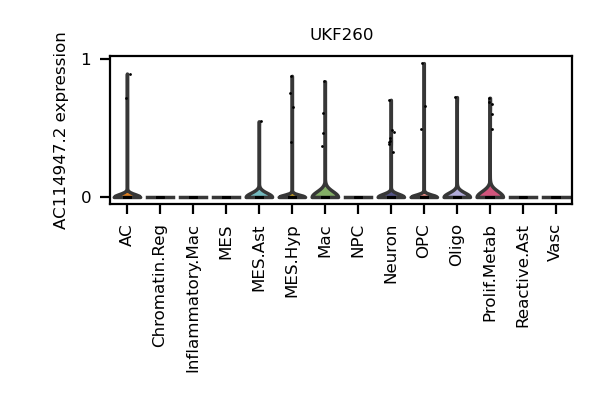 UKF260
AC114947.2 expression
1
0
AC
Chromatin.Reg
Inflammatory.Mac
MES
MES.Ast
MES.Hyp
Mac
NPC
Neuron
OPC
Oligo
Prolif.Metab
Reactive.Ast
Vasc